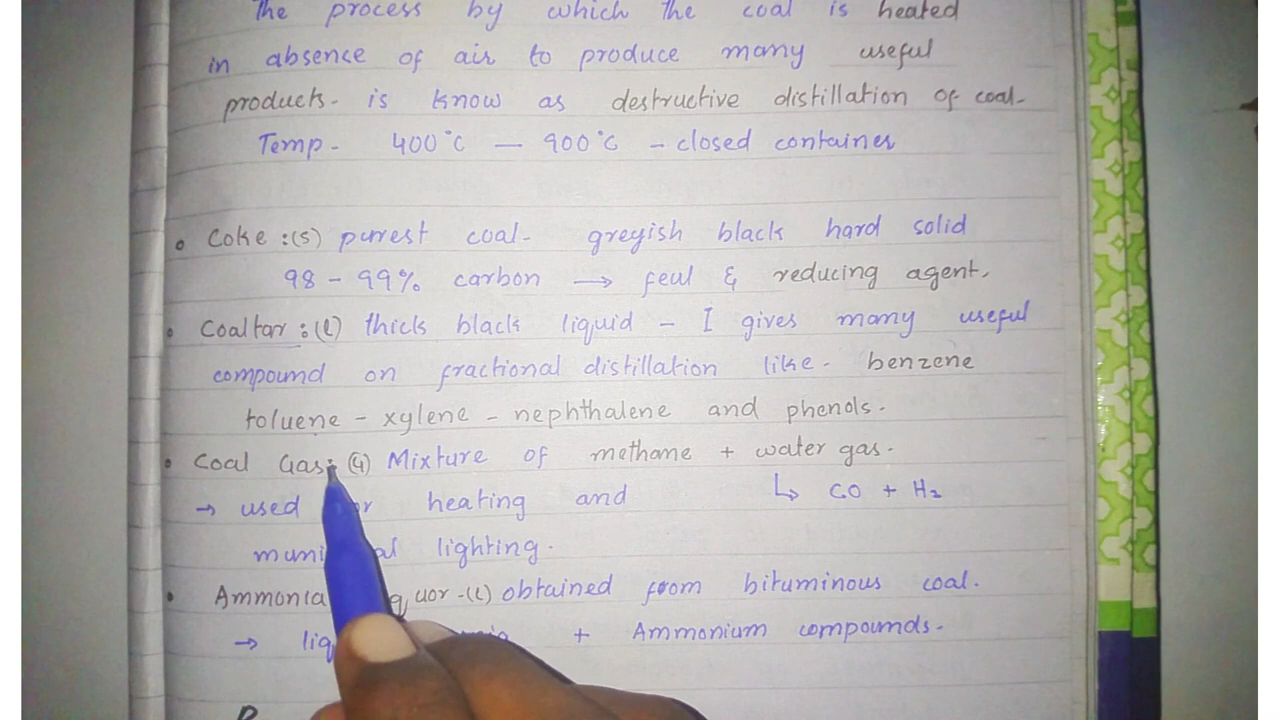 The process by which the coal is heated
in absence of air to produce many useful
products- is know as destructive distillation of coal-
Temp- 400°C — 900°C - closed container
• Coke :(s) purest coal- greyish black hard solid
98 - 99% carbon → feul & reducing agent.
• Coaltar :(l) thick black liquid - I gives many useful
compound on fractional distillation like - benzene
toluene - xylene - nephthalene and phenols.
• Coal Gas: (G) Mixture of methane + water gas.
→ used heating and ↳ CO + H₂
lighting.
• Ammonia -(l) obtained from bituminous coal.
→ + Ammonium compounds.